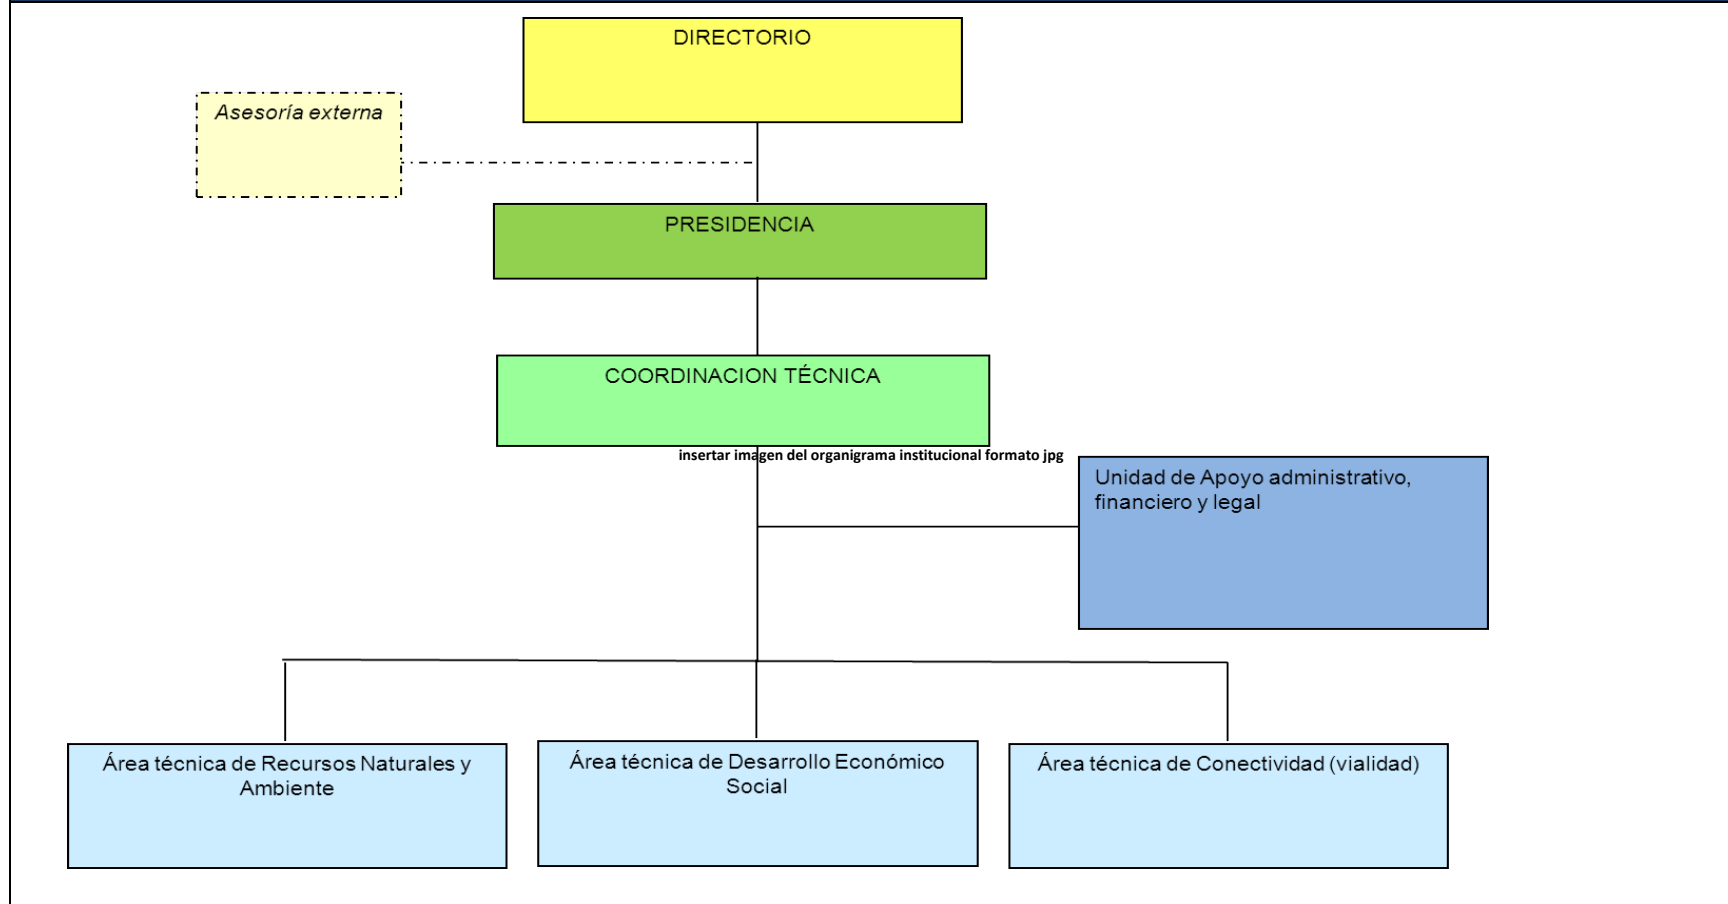 DIRECTORIO
Asesoría externa
PRESIDENCIA
COORDINACION TÉCNICA
insertar imagen del organigrama institucional formato jpg
Unidad de Apoyo administrativo,
financiero y legal
Área técnica de Recursos Naturales y
Ambiente
Área técnica de Desarrollo Económico
Social
Área técnica de Conectividad (vialidad)